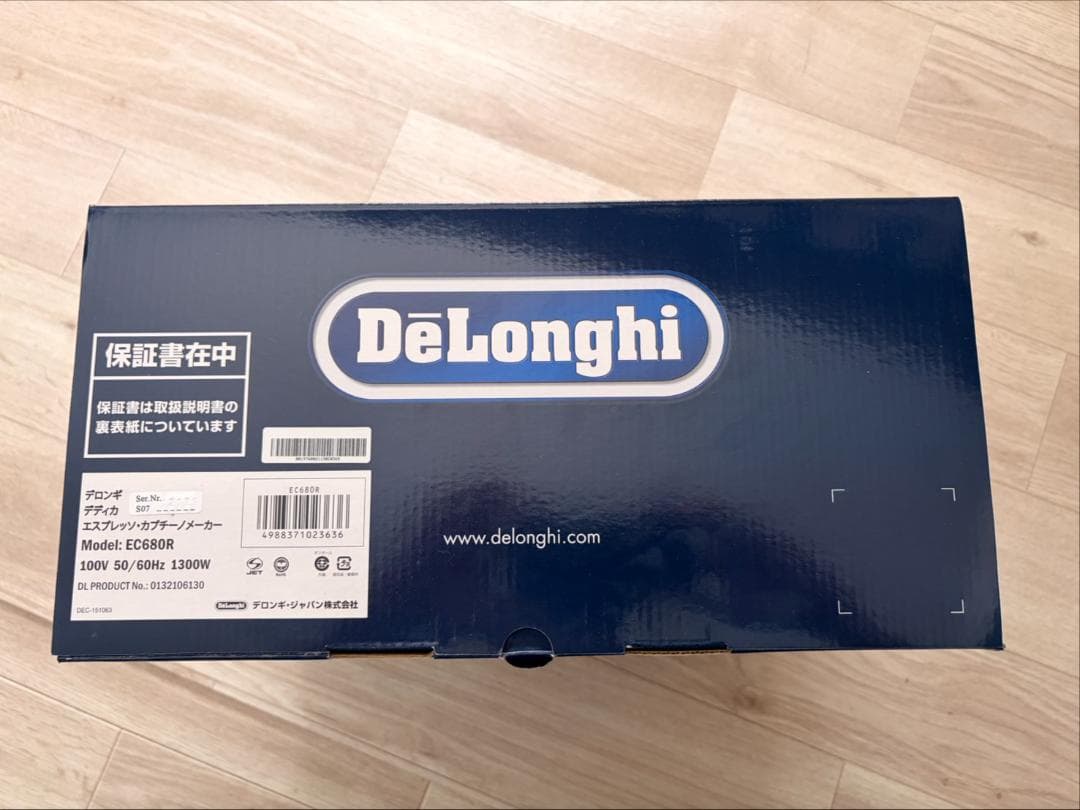 DeLonghi
保証書在中
保証書は取扱説明書の
裏表紙についています
デロンギ
デディカ
Ser.Nr.
S07
エスプレッソ・カプチーノメーカー
Model: EC680R
100V 50/60Hz 1300W
DL PRODUCT No.: 0132106130
DEC-151063
EC680R
4988371023636
JET
DeLonghi デロンギ・ジャパン株式会社
www.delonghi.com